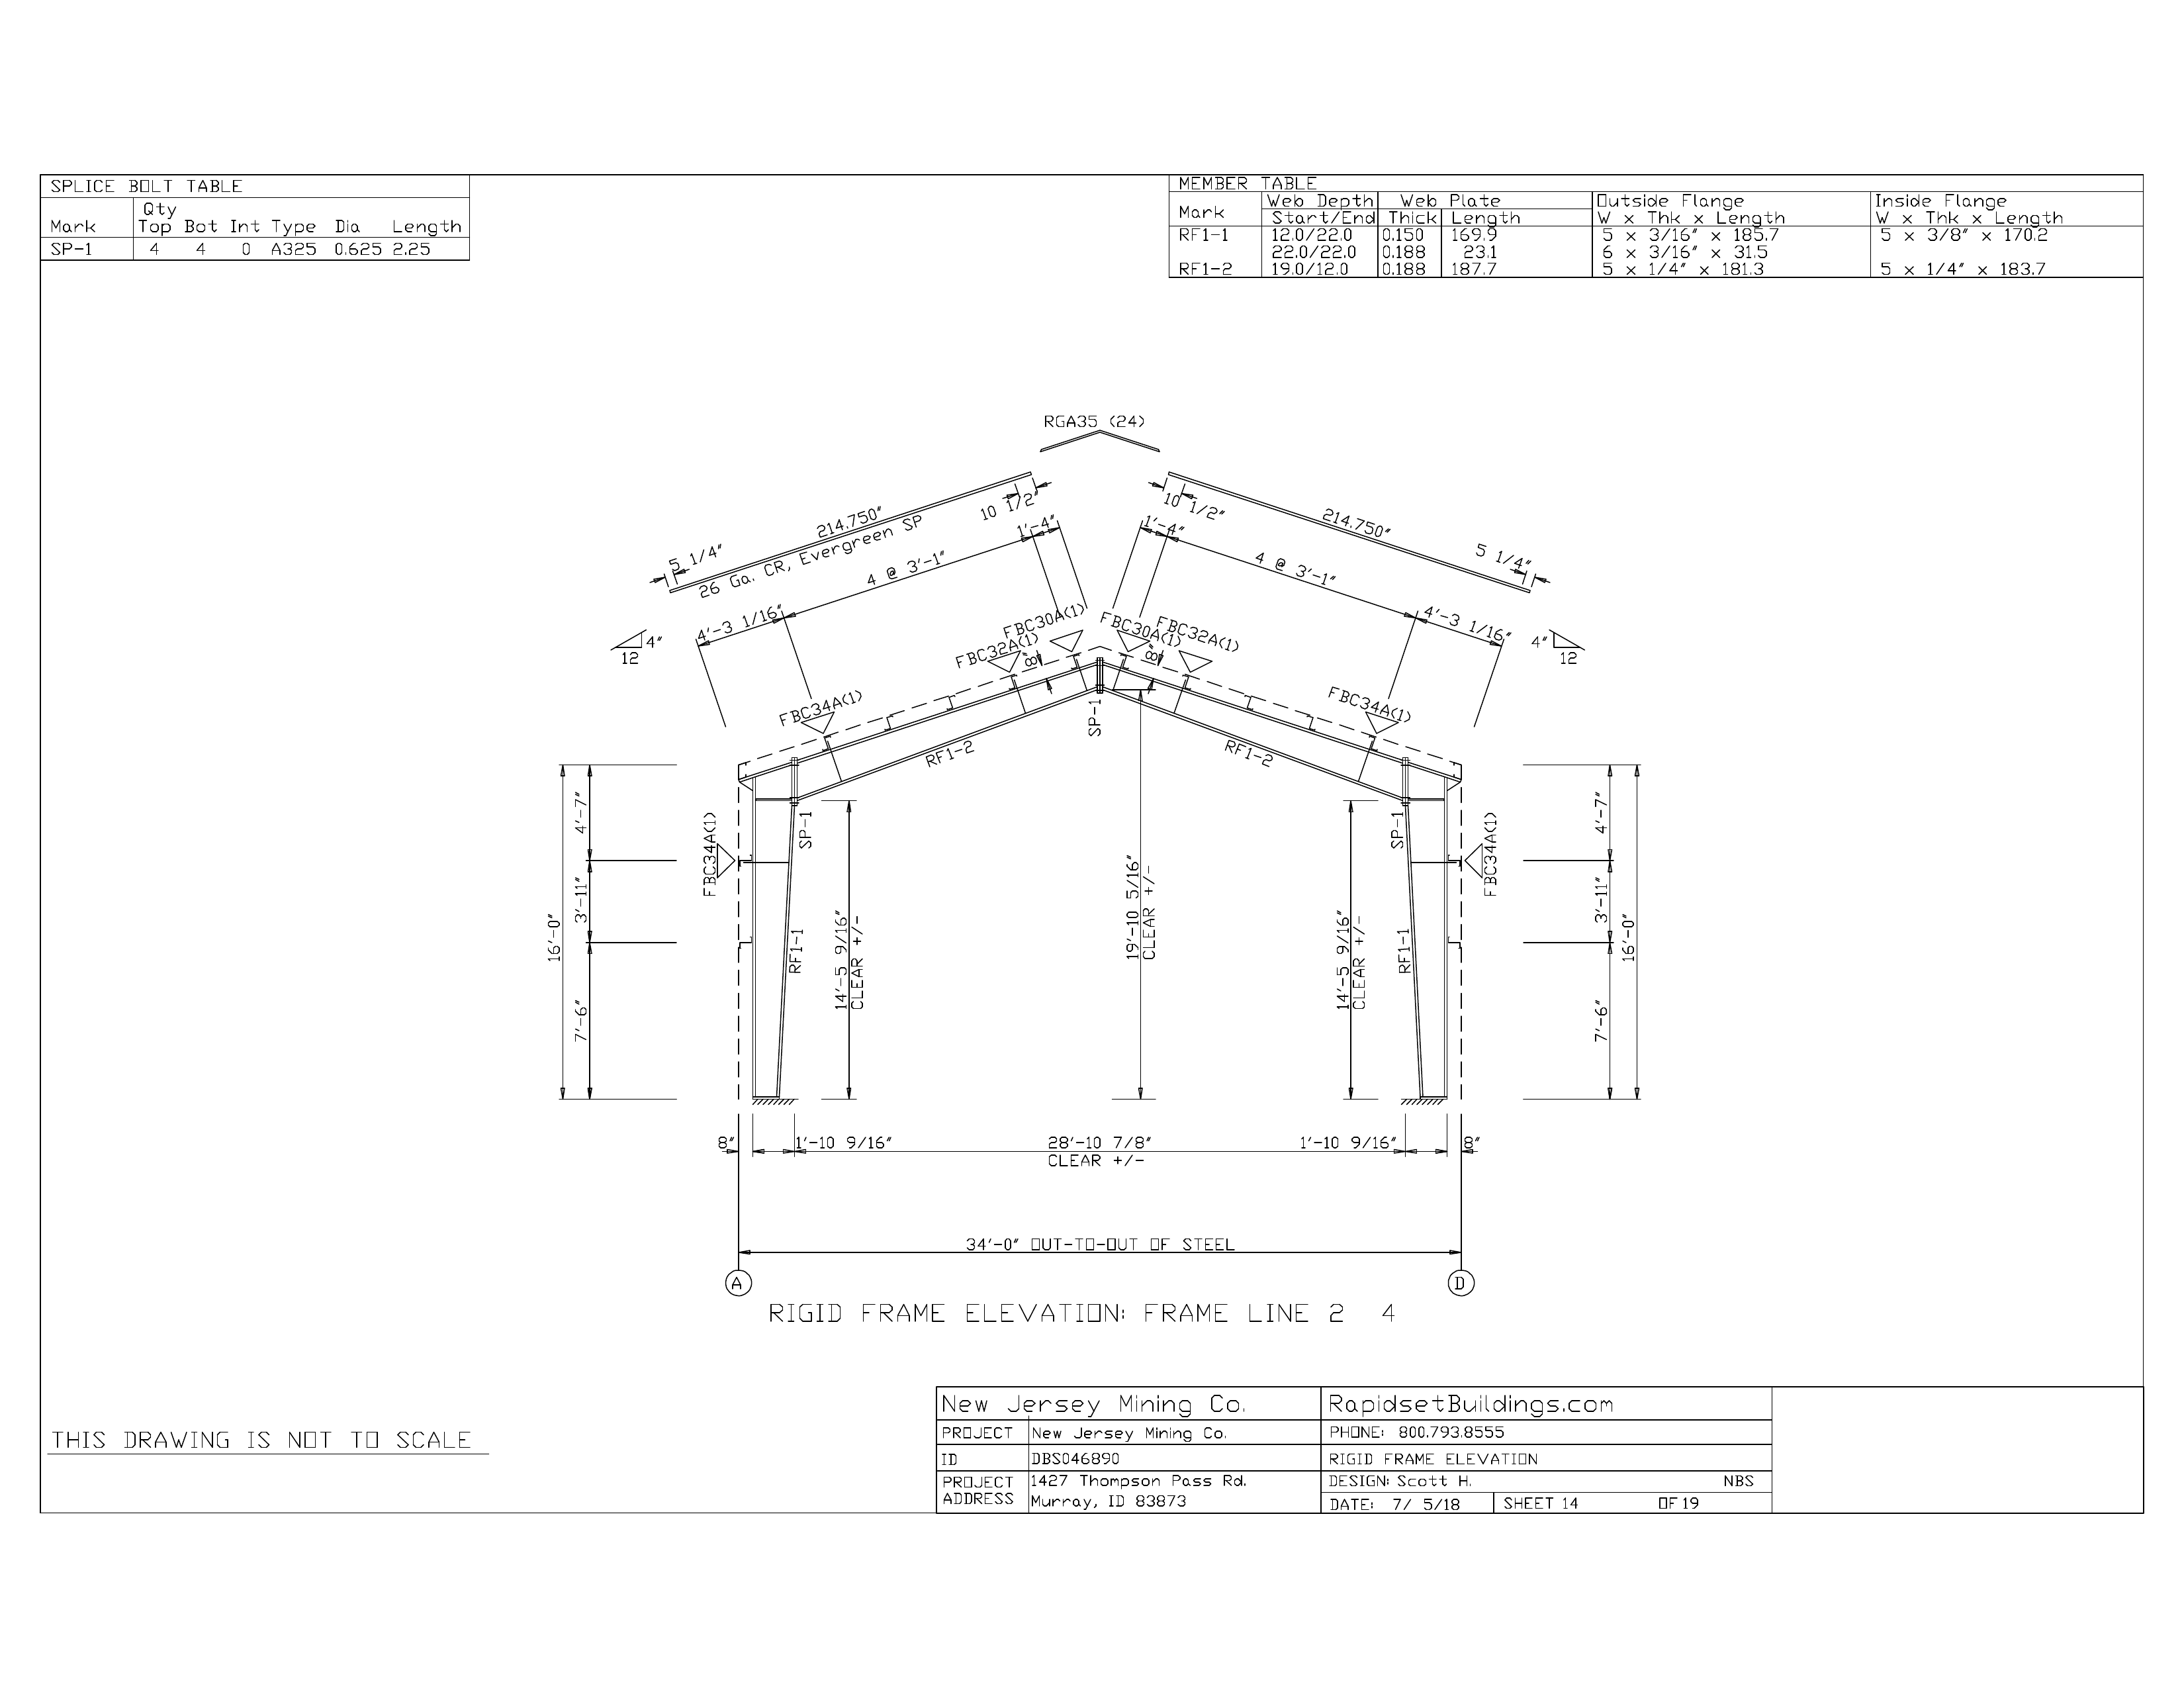 SPLICE BOLT TABLE
Qty
Mark Top Bot Int Type Dia Length
SP-1 4 4 0 A325 0.625 2.25
MEMBER TABLE
Web Depth Web Plate Outside Flange Inside Flange
Mark Start/End Thick Length W x Thk x Length W x Thk x Length
RF1-1 12.0/22.0 0.150 169.9 5 x 3/16" x 185.7 5 x 3/8" x 170.2
22.0/22.0 0.188 23.1 6 x 3/16" x 31.5
RF1-2 19.0/12.0 0.188 187.7 5 x 1/4" x 181.3 5 x 1/4" x 183.7
RGA35 (24)
214.750"
26 Ga. CR, Evergreen SP
5 1/4"
10 1/2"
1'-4"
4 @ 3'-1"
4'-3 1/16"
10 1/2"
1'-4"
214.750"
5 1/4"
4 @ 3'-1"
4'-3 1/16"
4"
12
4"
12
FBC30A(1)
FBC32A(1)
FBC34A(1)
8"
FBC30A(1)
FBC32A(1)
FBC34A(1)
8"
RF1-2
SP-1
RF1-2
FBC34A(1)
SP-1
SP-1
FBC34A(1)
4'-7"
3'-11"
7'-6"
16'-0"
RF1-1
14'-5 9/16"
CLEAR +/-
19'-10 5/16"
CLEAR +/-
14'-5 9/16"
CLEAR +/-
RF1-1
4'-7"
3'-11"
7'-6"
16'-0"
8" 1'-10 9/16" 28'-10 7/8" 1'-10 9/16" 8"
CLEAR +/-
34'-0" OUT-TO-OUT OF STEEL
A D
RIGID FRAME ELEVATION: FRAME LINE 2 4
THIS DRAWING IS NOT TO SCALE
New Jersey Mining Co.
PROJECT New Jersey Mining Co.
ID DBS046890
PROJECT ADDRESS 1427 Thompson Pass Rd.
Murray, ID 83873
RapidsetBuildings.com
PHONE: 800.793.8555
RIGID FRAME ELEVATION
DESIGN: Scott H. NBS
DATE: 7/ 5/18 SHEET 14 OF 19